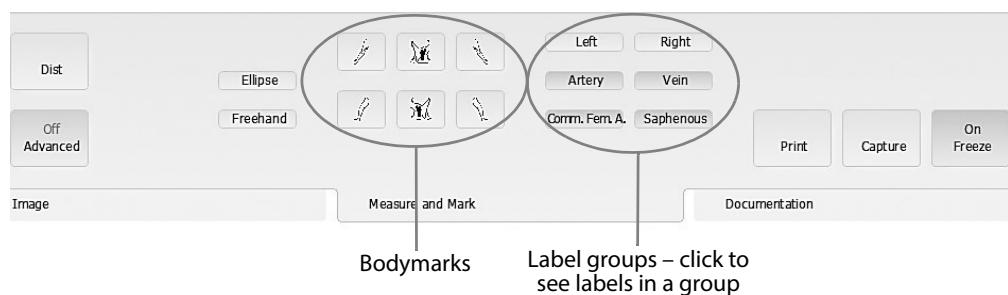 Dist
Off
Advanced
Ellipse
Freehand
Left
Right
Artery
Vein
Comm. Fem. A.
Saphenous
Print
Capture
On
Freeze
Image
Measure and Mark
Documentation
Bodymarks
Label groups – click to
see labels in a group